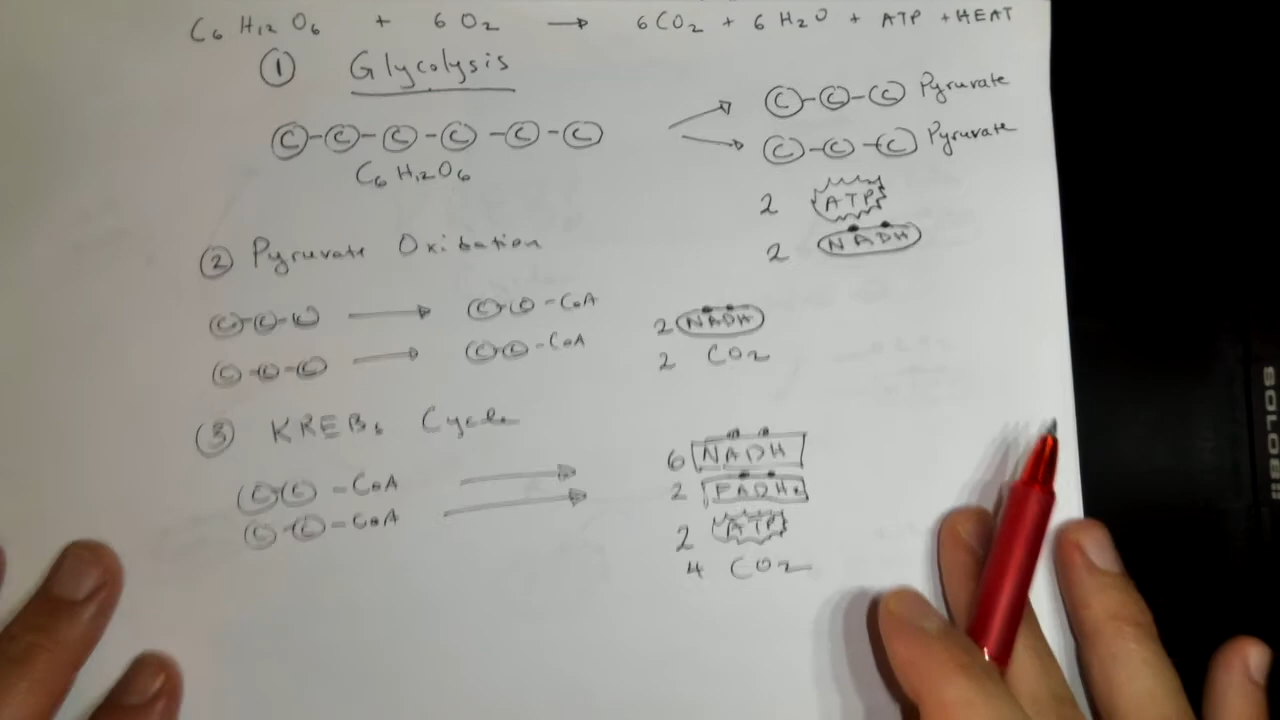 C6 H12 O6 + 6 O2 → 6 CO2 + 6 H2O + ATP + HEAT
① Glycolysis
C-C-C-C-C-C
C6 H12 O6
C-C-C Pyruvate
C-C-C Pyruvate
2 ATP
2 NADH
② Pyruvate Oxidation
C-C-C → C-C-CoA
C-C-C → C-C-CoA
2 NADH
2 CO2
③ KREBs Cycle
C-C-CoA
C-C-CoA
6 NADH
2 FADH2
2 ATP
4 CO2